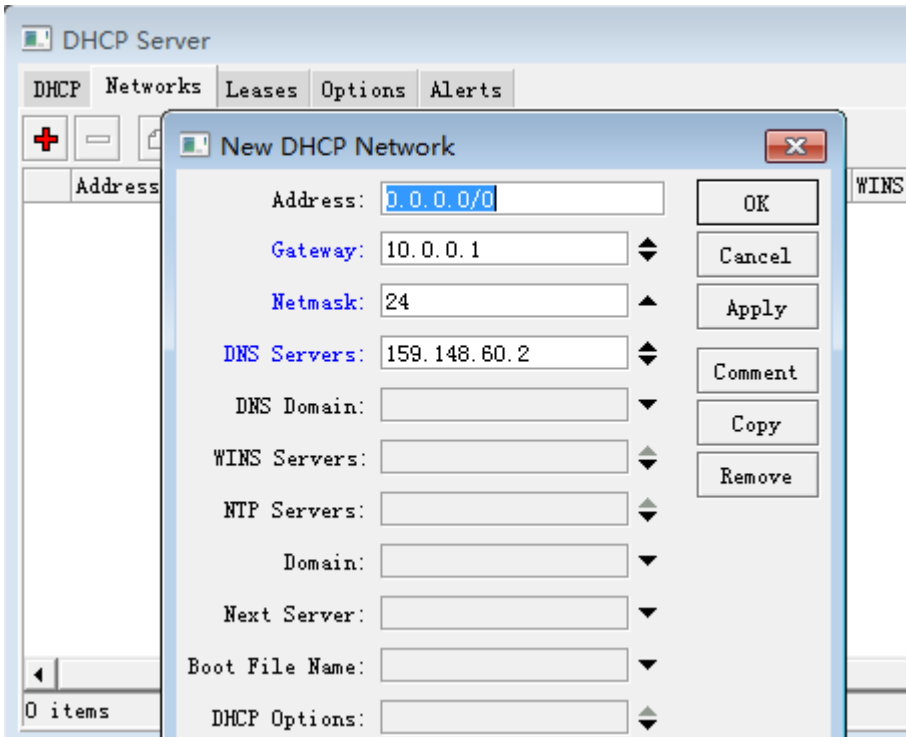 DHCP Server
DHCP Networks Leases Options Alerts
New DHCP Network
Address WINS
Address: 0.0.0.0/0 OK
Gateway: 10.0.0.1 Cancel
Netmask: 24 Apply
DNS Servers: 159.148.60.2 Comment
DNS Domain: Copy
WINS Servers: Remove
NTP Servers:
Domain:
Next Server:
Boot File Name:
0 items
DHCP Options: